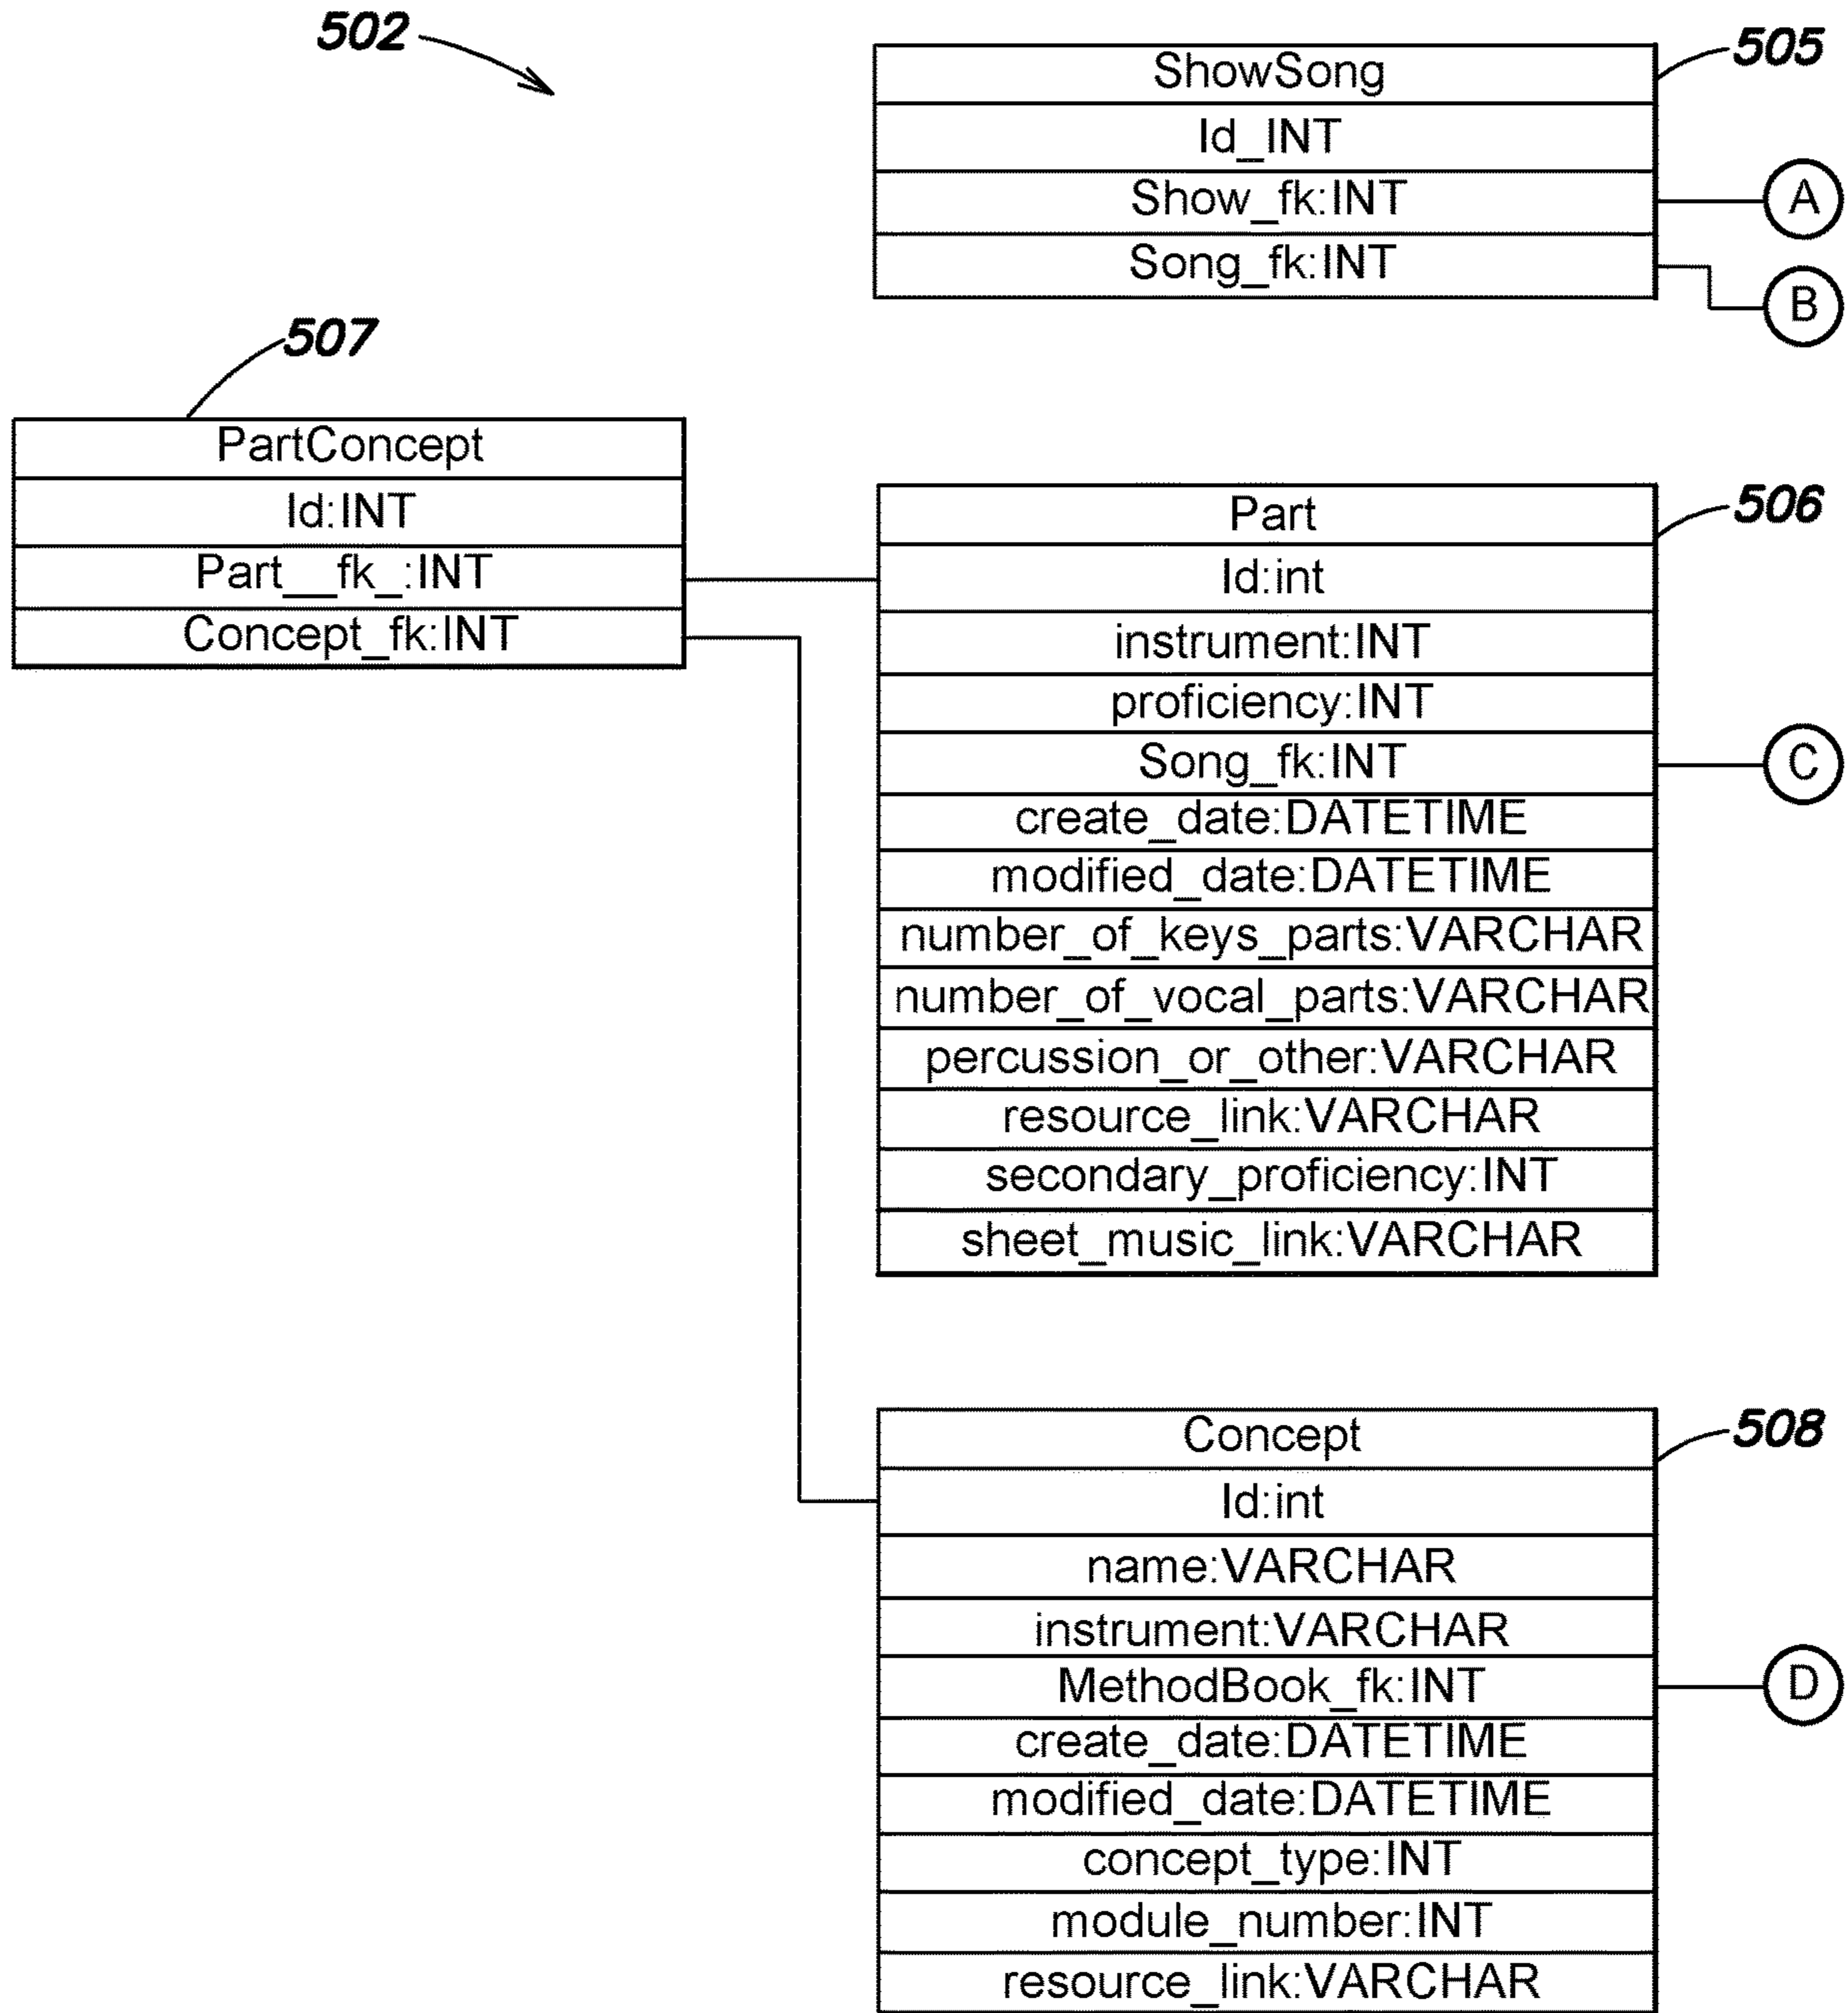 502
505
ShowSong
Id_INT
Show_fk:INT
A
Song_fk:INT
B
507
PartConcept
Id:INT
Part__fk_:INT
Concept_fk:INT
506
Part
Id:int
instrument:INT
proficiency:INT
Song_fk:INT
C
create_date:DATETIME
modified_date:DATETIME
number_of_keys_parts:VARCHAR
number_of_vocal_parts:VARCHAR
percussion_or_other:VARCHAR
resource_link:VARCHAR
secondary_proficiency:INT
sheet_music_link:VARCHAR
508
Concept
Id:int
name:VARCHAR
instrument:VARCHAR
MethodBook_fk:INT
D
create_date:DATETIME
modified_date:DATETIME
concept_type:INT
module_number:INT
resource_link:VARCHAR